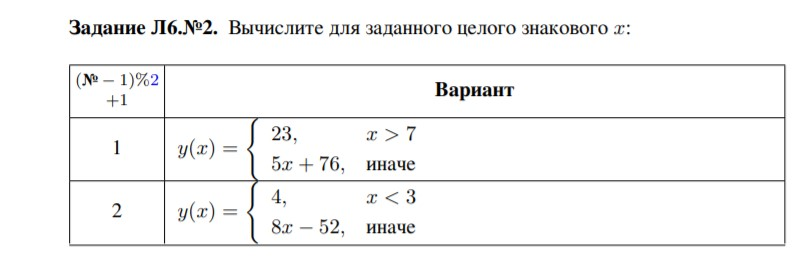 Задание Л6.№2. Вычислите для заданного целого знакового x:
(№ − 1)%2
+1
Вариант
1
y(x) = { 23, x > 7
5x + 76, иначе
2
y(x) = { 4, x < 3
8x − 52, иначе